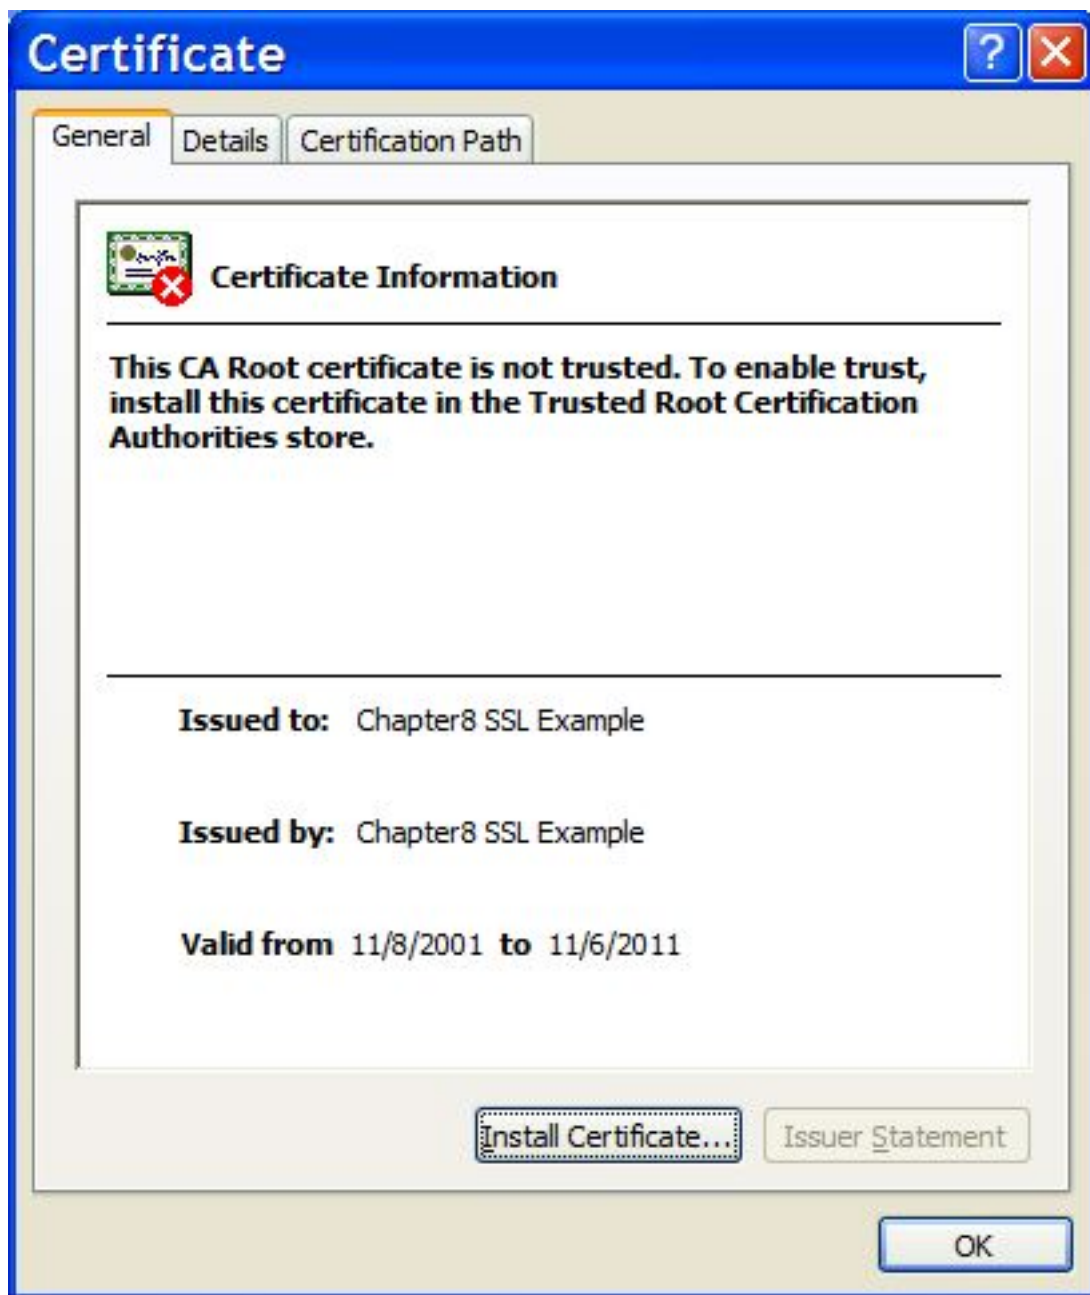 Certificate
General
Details
Certification Path
Certificate Information
This CA Root certificate is not trusted. To enable trust,
install this certificate in the Trusted Root Certification
Authorities store.
Issued to: Chapter8 SSL Example
Issued by: Chapter8 SSL Example
Valid from 11/8/2001 to 11/6/2011
Install Certificate...
Issuer Statement
OK